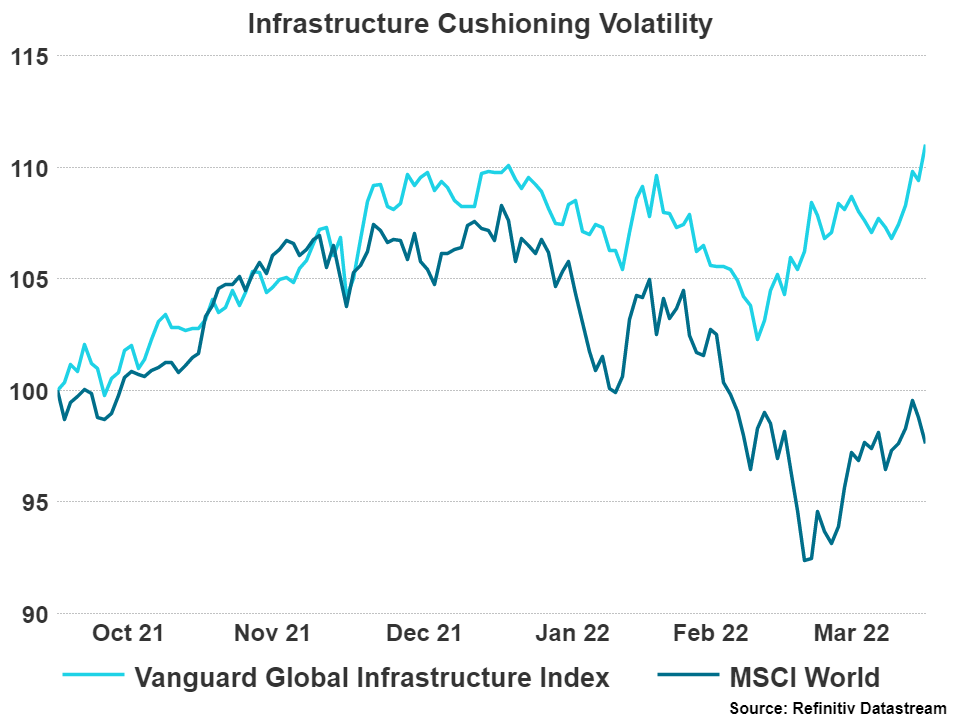 Infrastructure Cushioning Volatility
115
110
105
100
95
90
Oct 21 Nov 21 Dec 21 Jan 22 Feb 22 Mar 22
Vanguard Global Infrastructure Index MSCI World
Source: Refinitiv Datastream